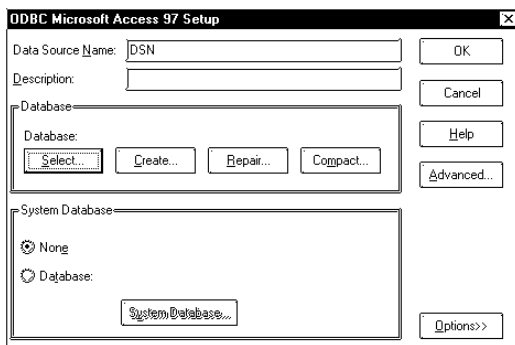 ODBC Microsoft Access 97 Setup
Data Source Name: DSN
OK
Description:
Cancel
Database
Database:
Help
Select... Create... Repair... Compact...
Advanced...
System Database
None
Database:
System Database...
Options>>